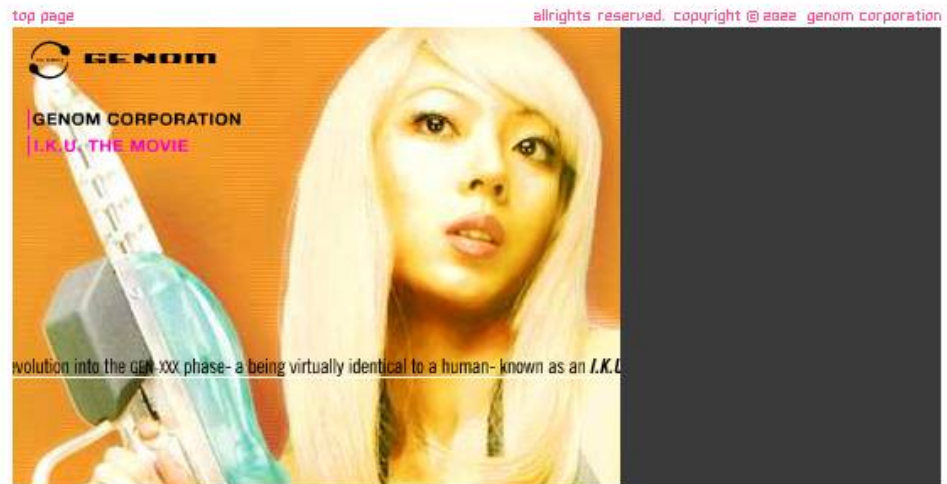 top page
allrights reserved. copyright © 2022 genom corporation
GENOM
GENOM CORPORATION
I.K.U. THE MOVIE
evolution into the GEN-XXX phase- a being virtually identical to a human- known as an I.K.U